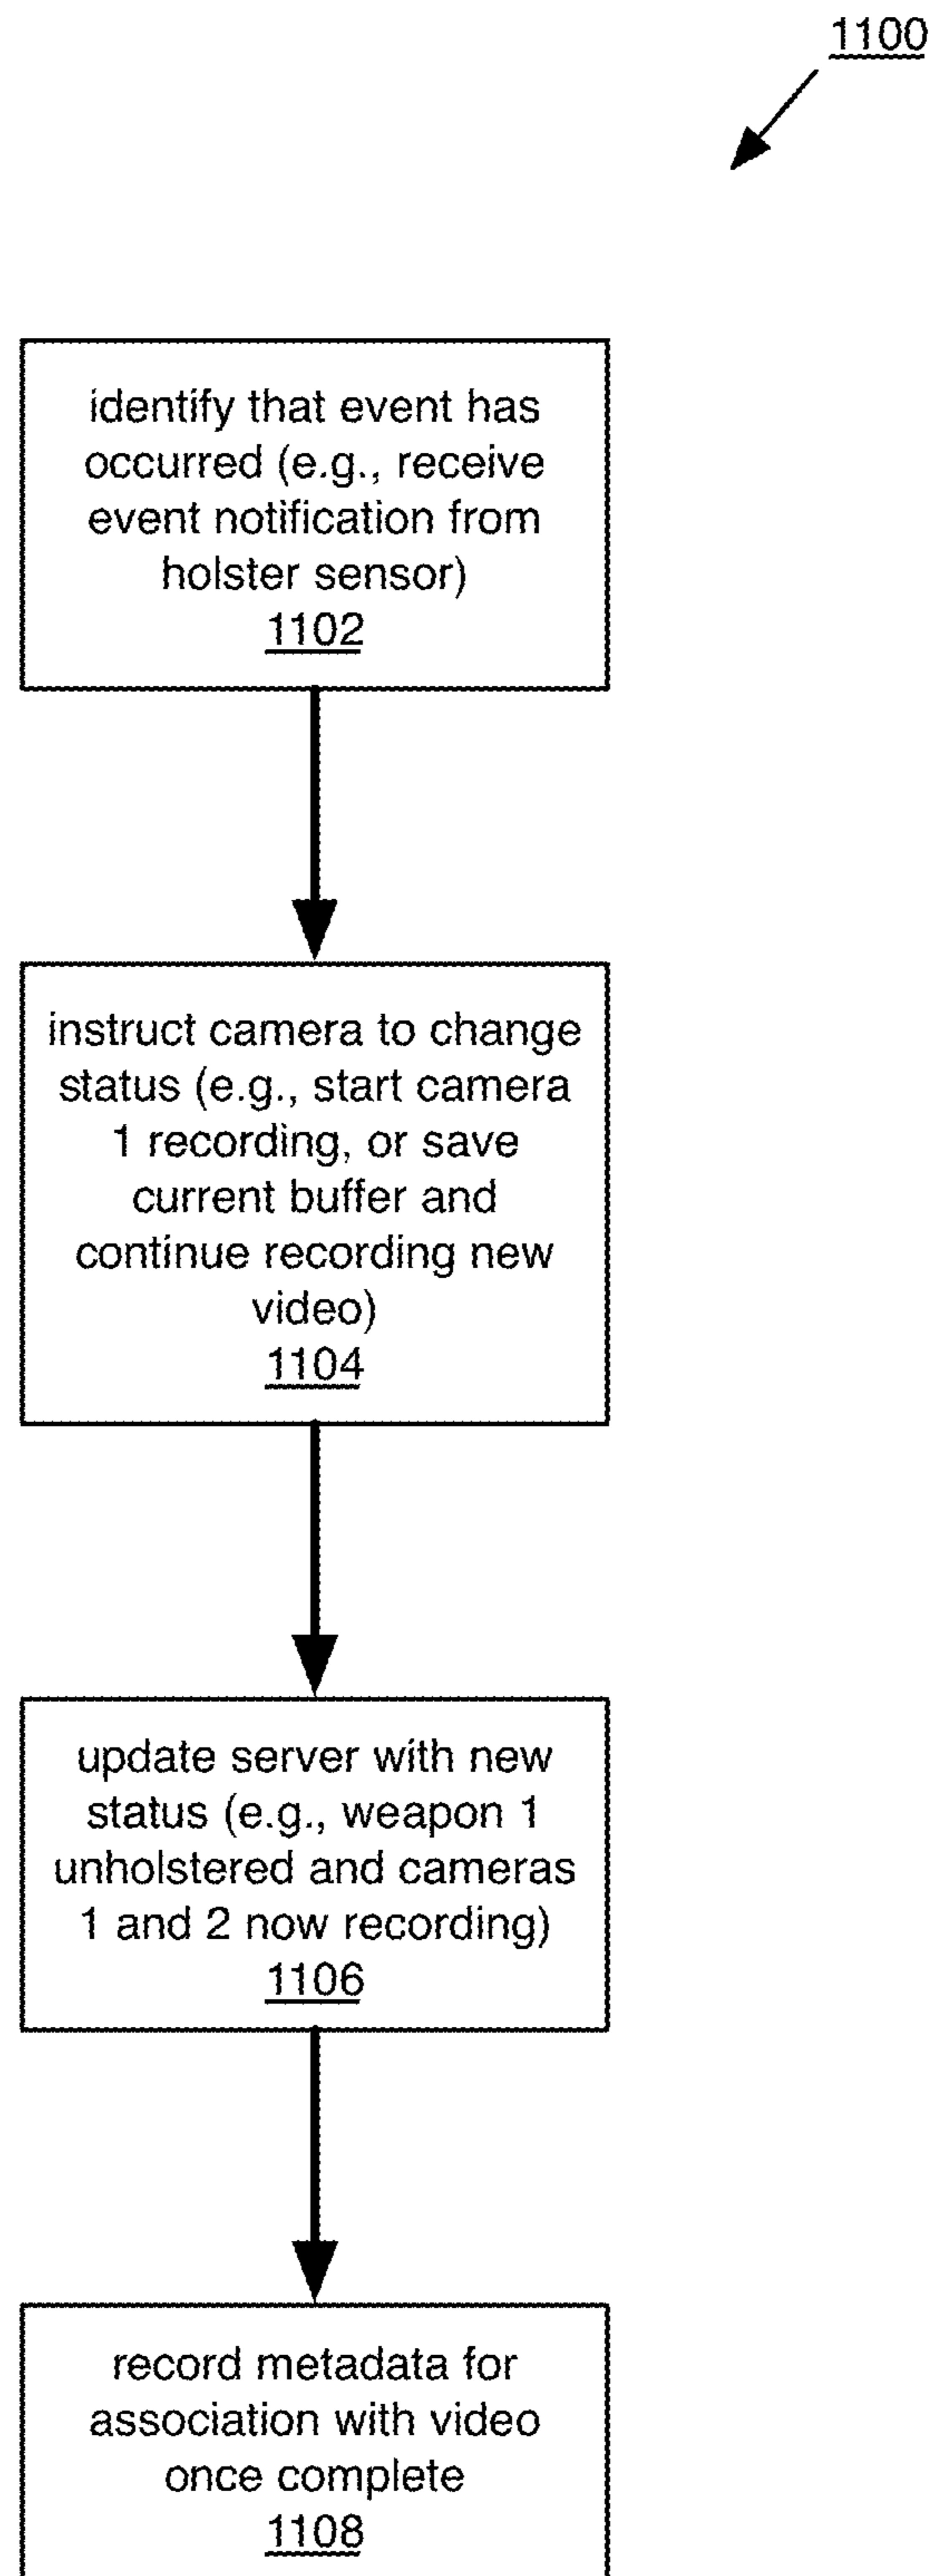 1100
identify that event has
occurred (e.g., receive
event notification from
holster sensor)
1102
instruct camera to change
status (e.g., start camera
1 recording, or save
current buffer and
continue recording new
video)
1104
update server with new
status (e.g., weapon 1
unholstered and cameras
1 and 2 now recording)
1106
record metadata for
association with video
once complete
1108